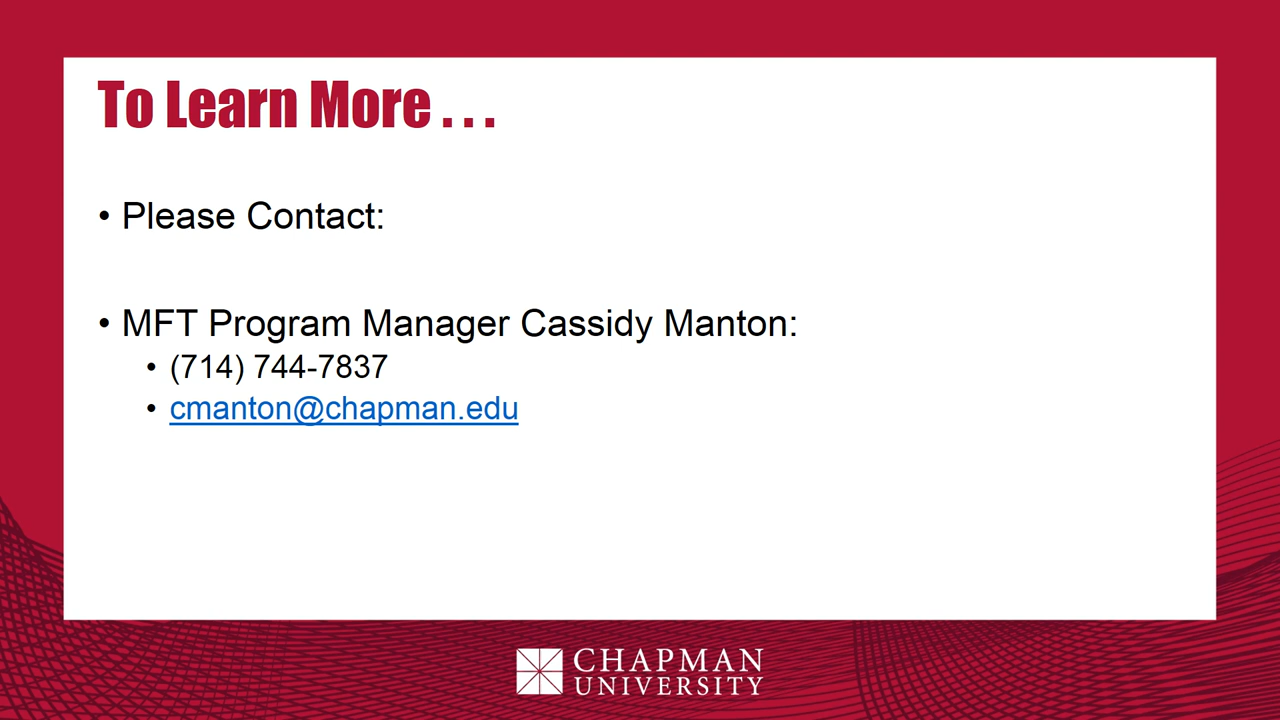 To Learn More . . .
• Please Contact:
• MFT Program Manager Cassidy Manton:
• (714) 744-7837
• cmanton@chapman.edu
CHAPMAN
UNIVERSITY